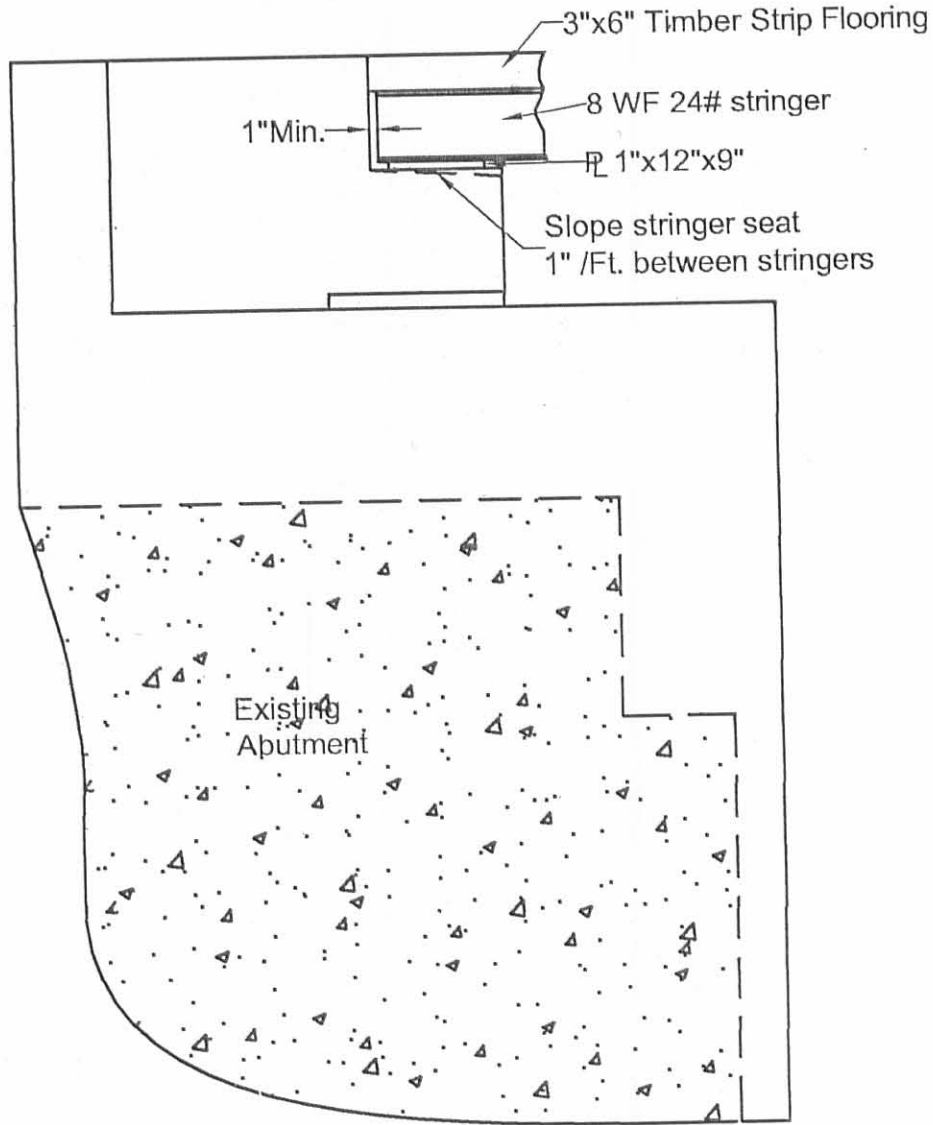 3"x6" Timber Strip Flooring
8 WF 24# stringer
1"Min.
PL 1"x12"x9"
Slope stringer seat
1" /Ft. between stringers
Existing
Abutment